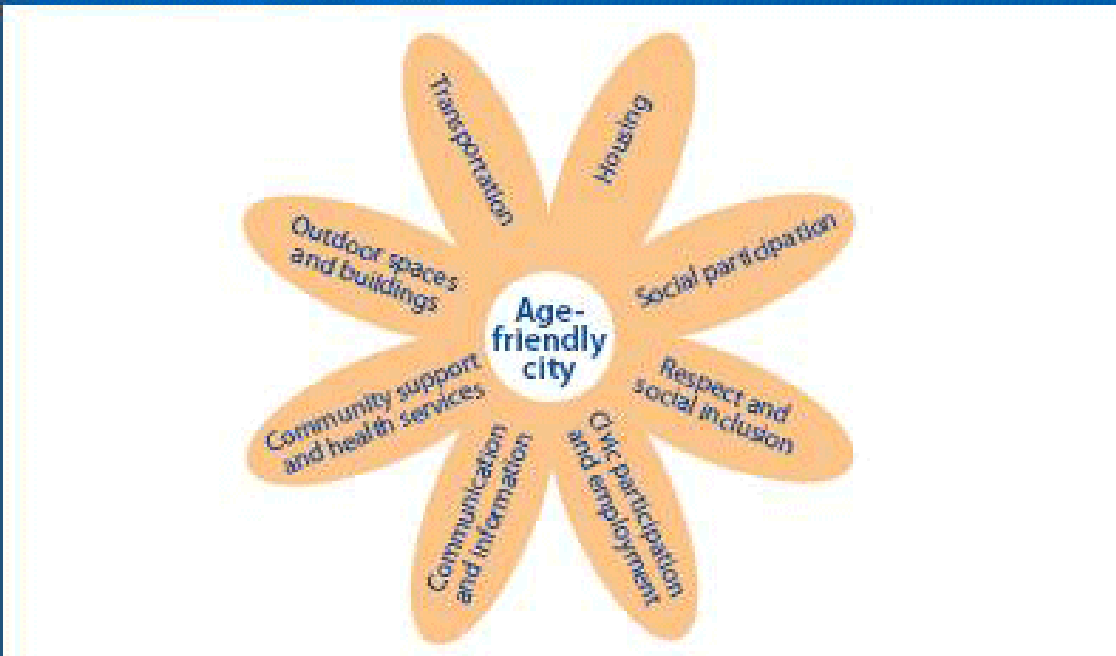 Transportation
Housing
Outdoor spaces
and buildings
Social participation
Age-
friendly
city
Community support
and health services
Respect and
social inclusion
Communication
and information
Civic participation
and employment